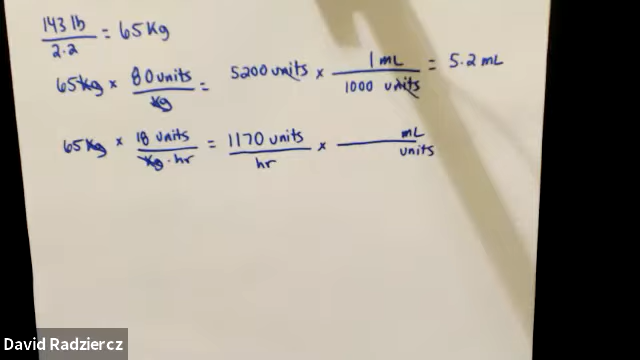 143 lb / 2.2 = 65 Kg
65 Kg × 80 units / Kg = 5200 units × 1 mL / 1000 units = 5.2 mL
65 Kg × 18 units / Kg · hr = 1170 units / hr × mL / units
David Radziercz